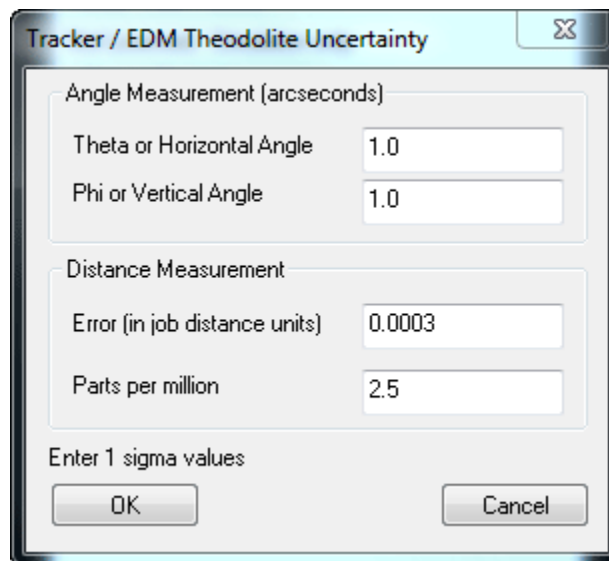 Tracker / EDM Theodolite Uncertainty
Angle Measurement (arcseconds)
Theta or Horizontal Angle 1.0
Phi or Vertical Angle 1.0
Distance Measurement
Error (in job distance units) 0.0003
Parts per million 2.5
Enter 1 sigma values
OK Cancel